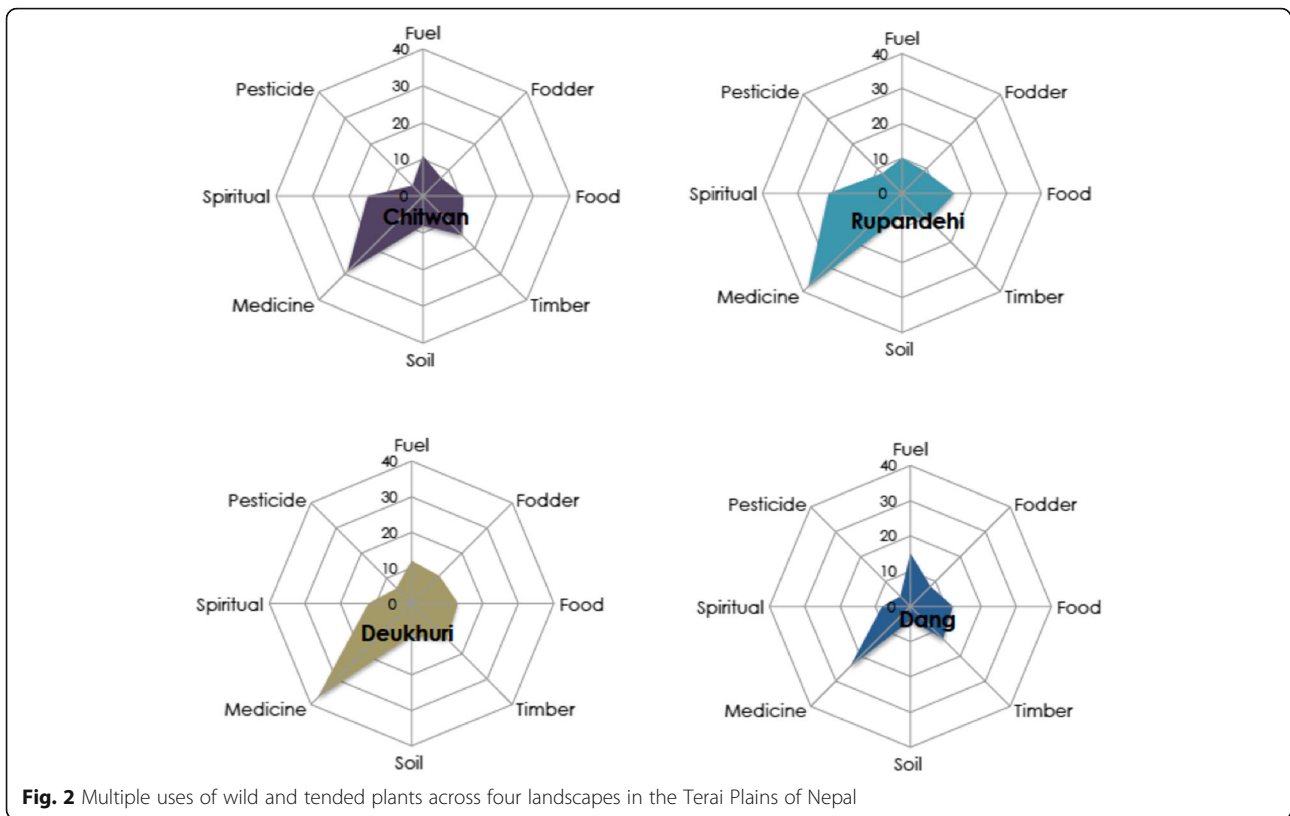 Fuel
40
Pesticide
Fodder
30
20
10
Spiritual
0
Food
Chitwan
Medicine
Timber
Soil
Fuel
40
Pesticide
Fodder
30
20
10
Spiritual
0
Food
Rupandehi
Medicine
Timber
Soil
Fuel
40
Pesticide
Fodder
30
20
10
Spiritual
0
Food
Deukhuri
Medicine
Timber
Soil
Fuel
40
Pesticide
Fodder
30
20
10
Spiritual
0
Food
Dang
Medicine
Timber
Soil
Fig. 2 Multiple uses of wild and tended plants across four landscapes in the Terai Plains of Nepal